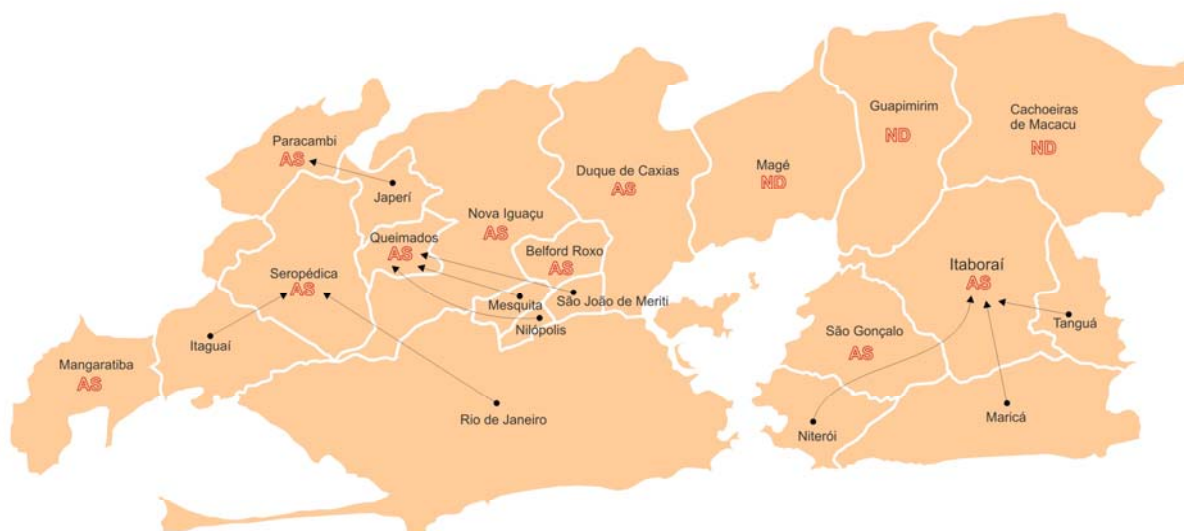 Guapimirim
ND
Cachoeiras
de Macacu
ND
Paracambi
AS
Magé
ND
Duque de Caxias
AS
Japerí
Nova Iguaçu
AS
Queimados
AS
Belford Roxo
AS
Seropédica
AS
Itaboraí
AS
Mesquita
São João de Meriti
Nilópolis
Tanguá
São Gonçalo
AS
Itaguaí
Mangaratiba
AS
Rio de Janeiro
Maricá
Niterói